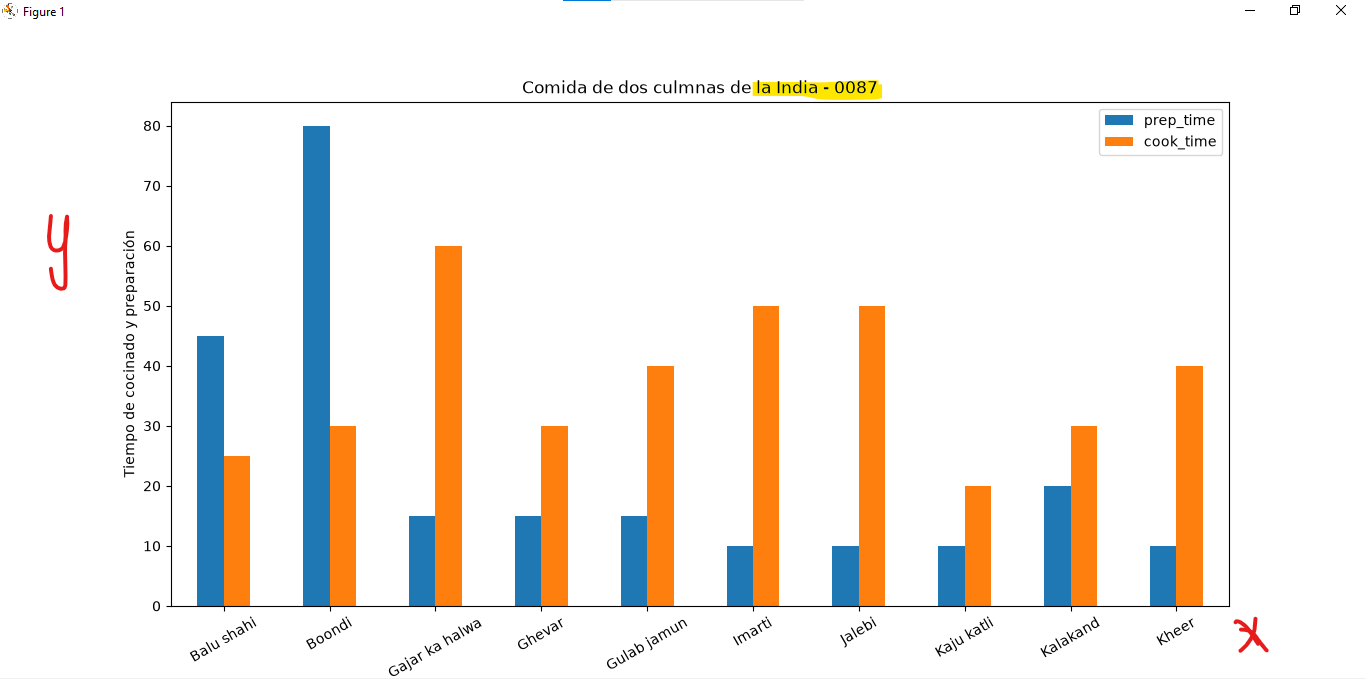 Figure 1
Comida de dos culmnas de la India - 0087
prep_time
cook_time
80
70
60
50
40
30
20
10
0
Tiempo de cocinado y preparación
y
Balu shahi
Boondi
Gajar ka halwa
Ghevar
Gulab jamun
Imarti
Jalebi
Kaju katli
Kalakand
Kheer
x